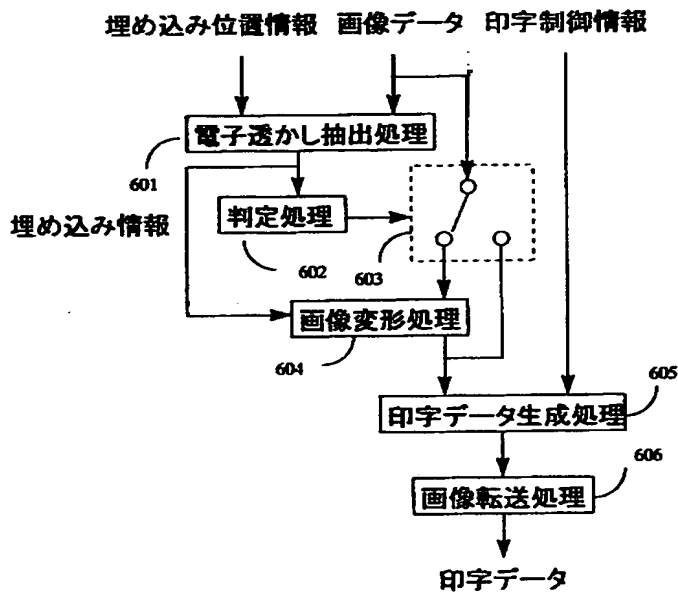 埋め込み位置情報 画像データ 印字制御情報
電子透かし抽出処理
601
判定処理
埋め込み情報
602
603
画像変形処理
604
605
印字データ生成処理
606
画像転送処理
印字データ